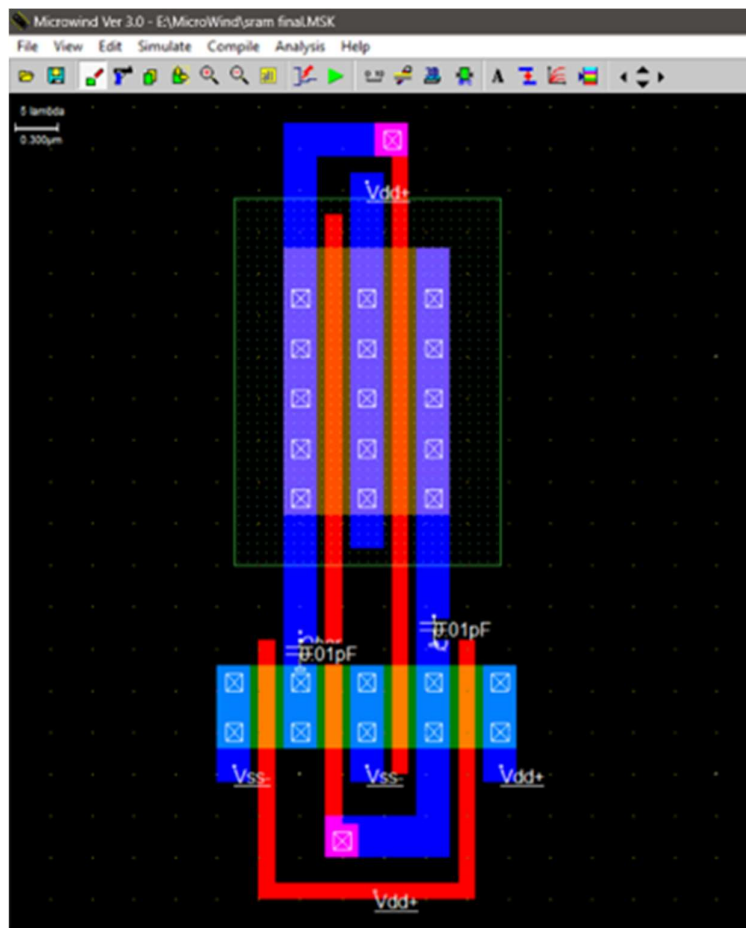 Microwind Ver 3.0 - E:\MicroWind\sram final.MSK
File View Edit Simulate Compile Analysis Help
A
5 lambda
0.300µm
Vdd+
0.01pF
0.01pF
Vss-
Vss-
Vdd+
Vdd+